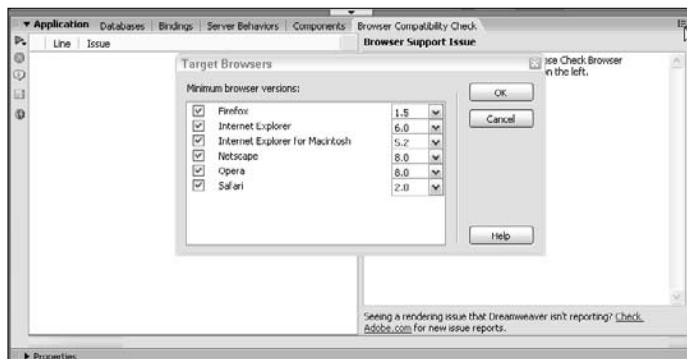 Application Databases Bindings Server Behaviors Components Browser Compatibility Check
Line Issue
Browser Support Issue
Target Browsers
Minimum browser versions:
Firefox 1.5
Internet Explorer 6.0
Internet Explorer for Macintosh 5.2
Netscape 8.0
Opera 8.0
Safari 2.0
OK
Cancel
Help
Check Browser
on the left.
Seeing a rendering issue that Dreamweaver isn't reporting? Check
Adobe.com for new issue reports.
Properties